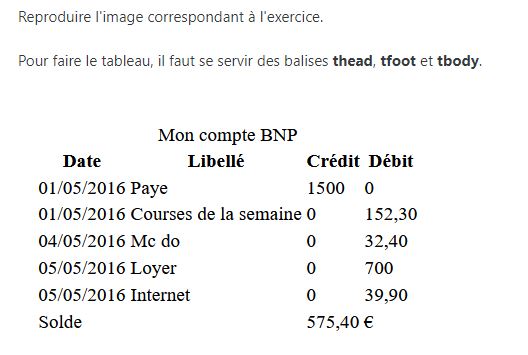 Reproduire l'image correspondant à l'exercice.
Pour faire le tableau, il faut se servir des balises thead, tfoot et tbody.
Mon compte BNP
Date Libellé Crédit Débit
01/05/2016 Paye 1500 0
01/05/2016 Courses de la semaine 0 152,30
04/05/2016 Mc do 0 32,40
05/05/2016 Loyer 0 700
05/05/2016 Internet 0 39,90
Solde 575,40 €